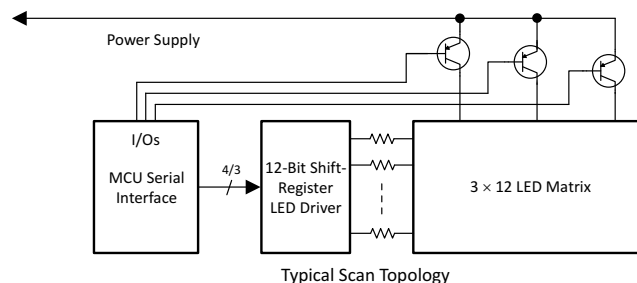 Power Supply
I/Os
MCU Serial
Interface
4/3
12-Bit Shift-
Register
LED Driver
3 × 12 LED Matrix
Typical Scan Topology